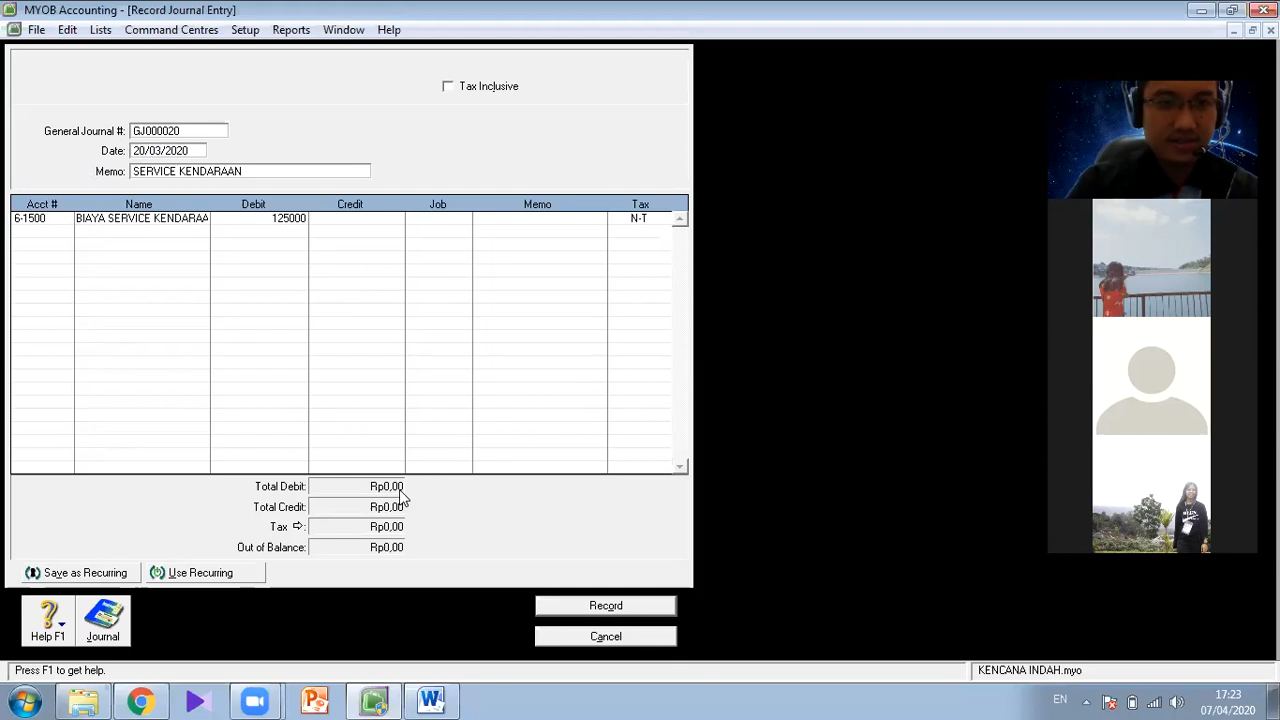 MYOB Accounting - [Record Journal Entry]
File Edit Lists Command Centres Setup Reports Window Help
Tax Inclusive
General Journal #: GJ000020
Date: 20/03/2020
Memo: SERVICE KENDARAAN
Acct # Name Debit Credit Job Memo Tax
6-1500 BIAYA SERVICE KENDARAA 125000 N-T
Total Debit: Rp0,00
Total Credit: Rp0,00
Tax : Rp0,00
Out of Balance: Rp0,00
Save as Recurring Use Recurring
Help F1 Journal
Record
Cancel
Press F1 to get help.
KENCANA INDAH.myo
EN
17:23
07/04/2020